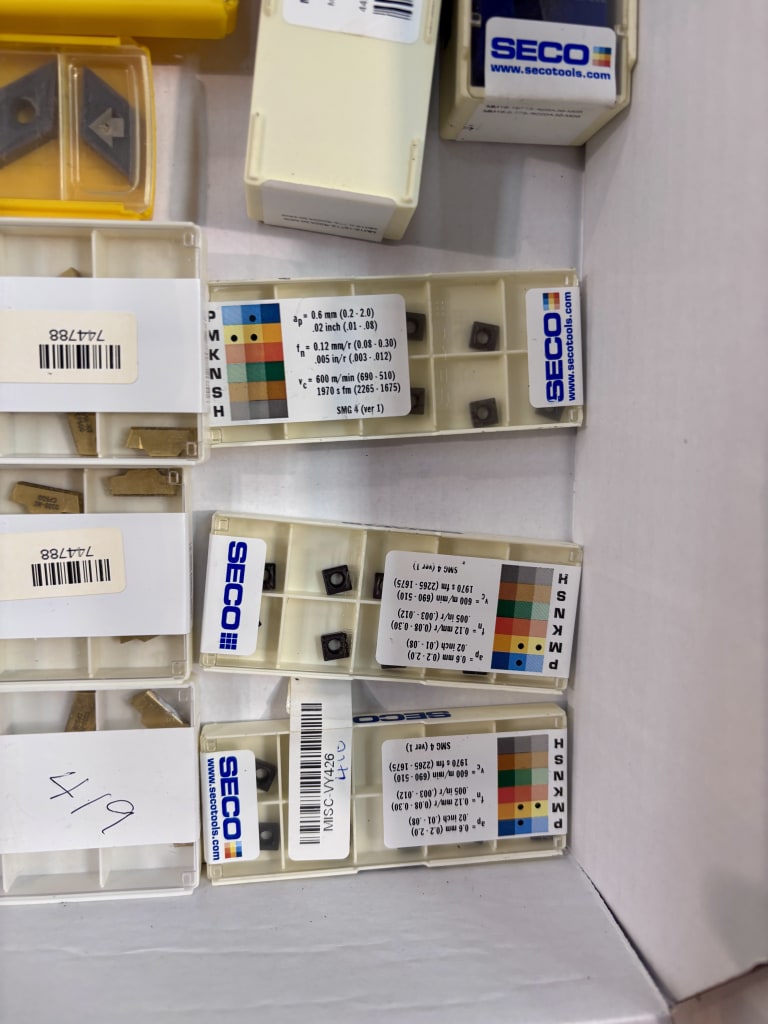 SECO
www.secotools.com
744788
P
M
K
N
S
H
ap = 0.6 mm (0.2 - 2.0)
.02 inch (.01 - .08)
fn = 0.12 mm/r (0.08 - 0.30)
.005 in/r (.003 - .012)
vc = 600 m/min (690 - 510)
1970 s fm (2265 - 1675)
SMG 4 (ver 1)
SECO
www.secotools.com
744788
SECO
P
M
K
N
S
H
ap = 0.6 mm (0.2 - 2.0)
.02 inch (.01 - .08)
fn = 0.12 mm/r (0.08 - 0.30)
.005 in/r (.003 - .012)
vc = 600 m/min (690 - 510)
1970 s fm (2265 - 1675)
SMG 4 (ver 1)
SECO
SECO
SECO
www.secotools.com
MISC-VY426
P
M
K
N
S
H
ap = 0.6 mm (0.2 - 2.0)
.02 inch (.01 - .08)
fn = 0.12 mm/r (0.08 - 0.30)
.005 in/r (.003 - .012)
vc = 600 m/min (690 - 510)
1970 s fm (2265 - 1675)
SMG 4 (ver 1)